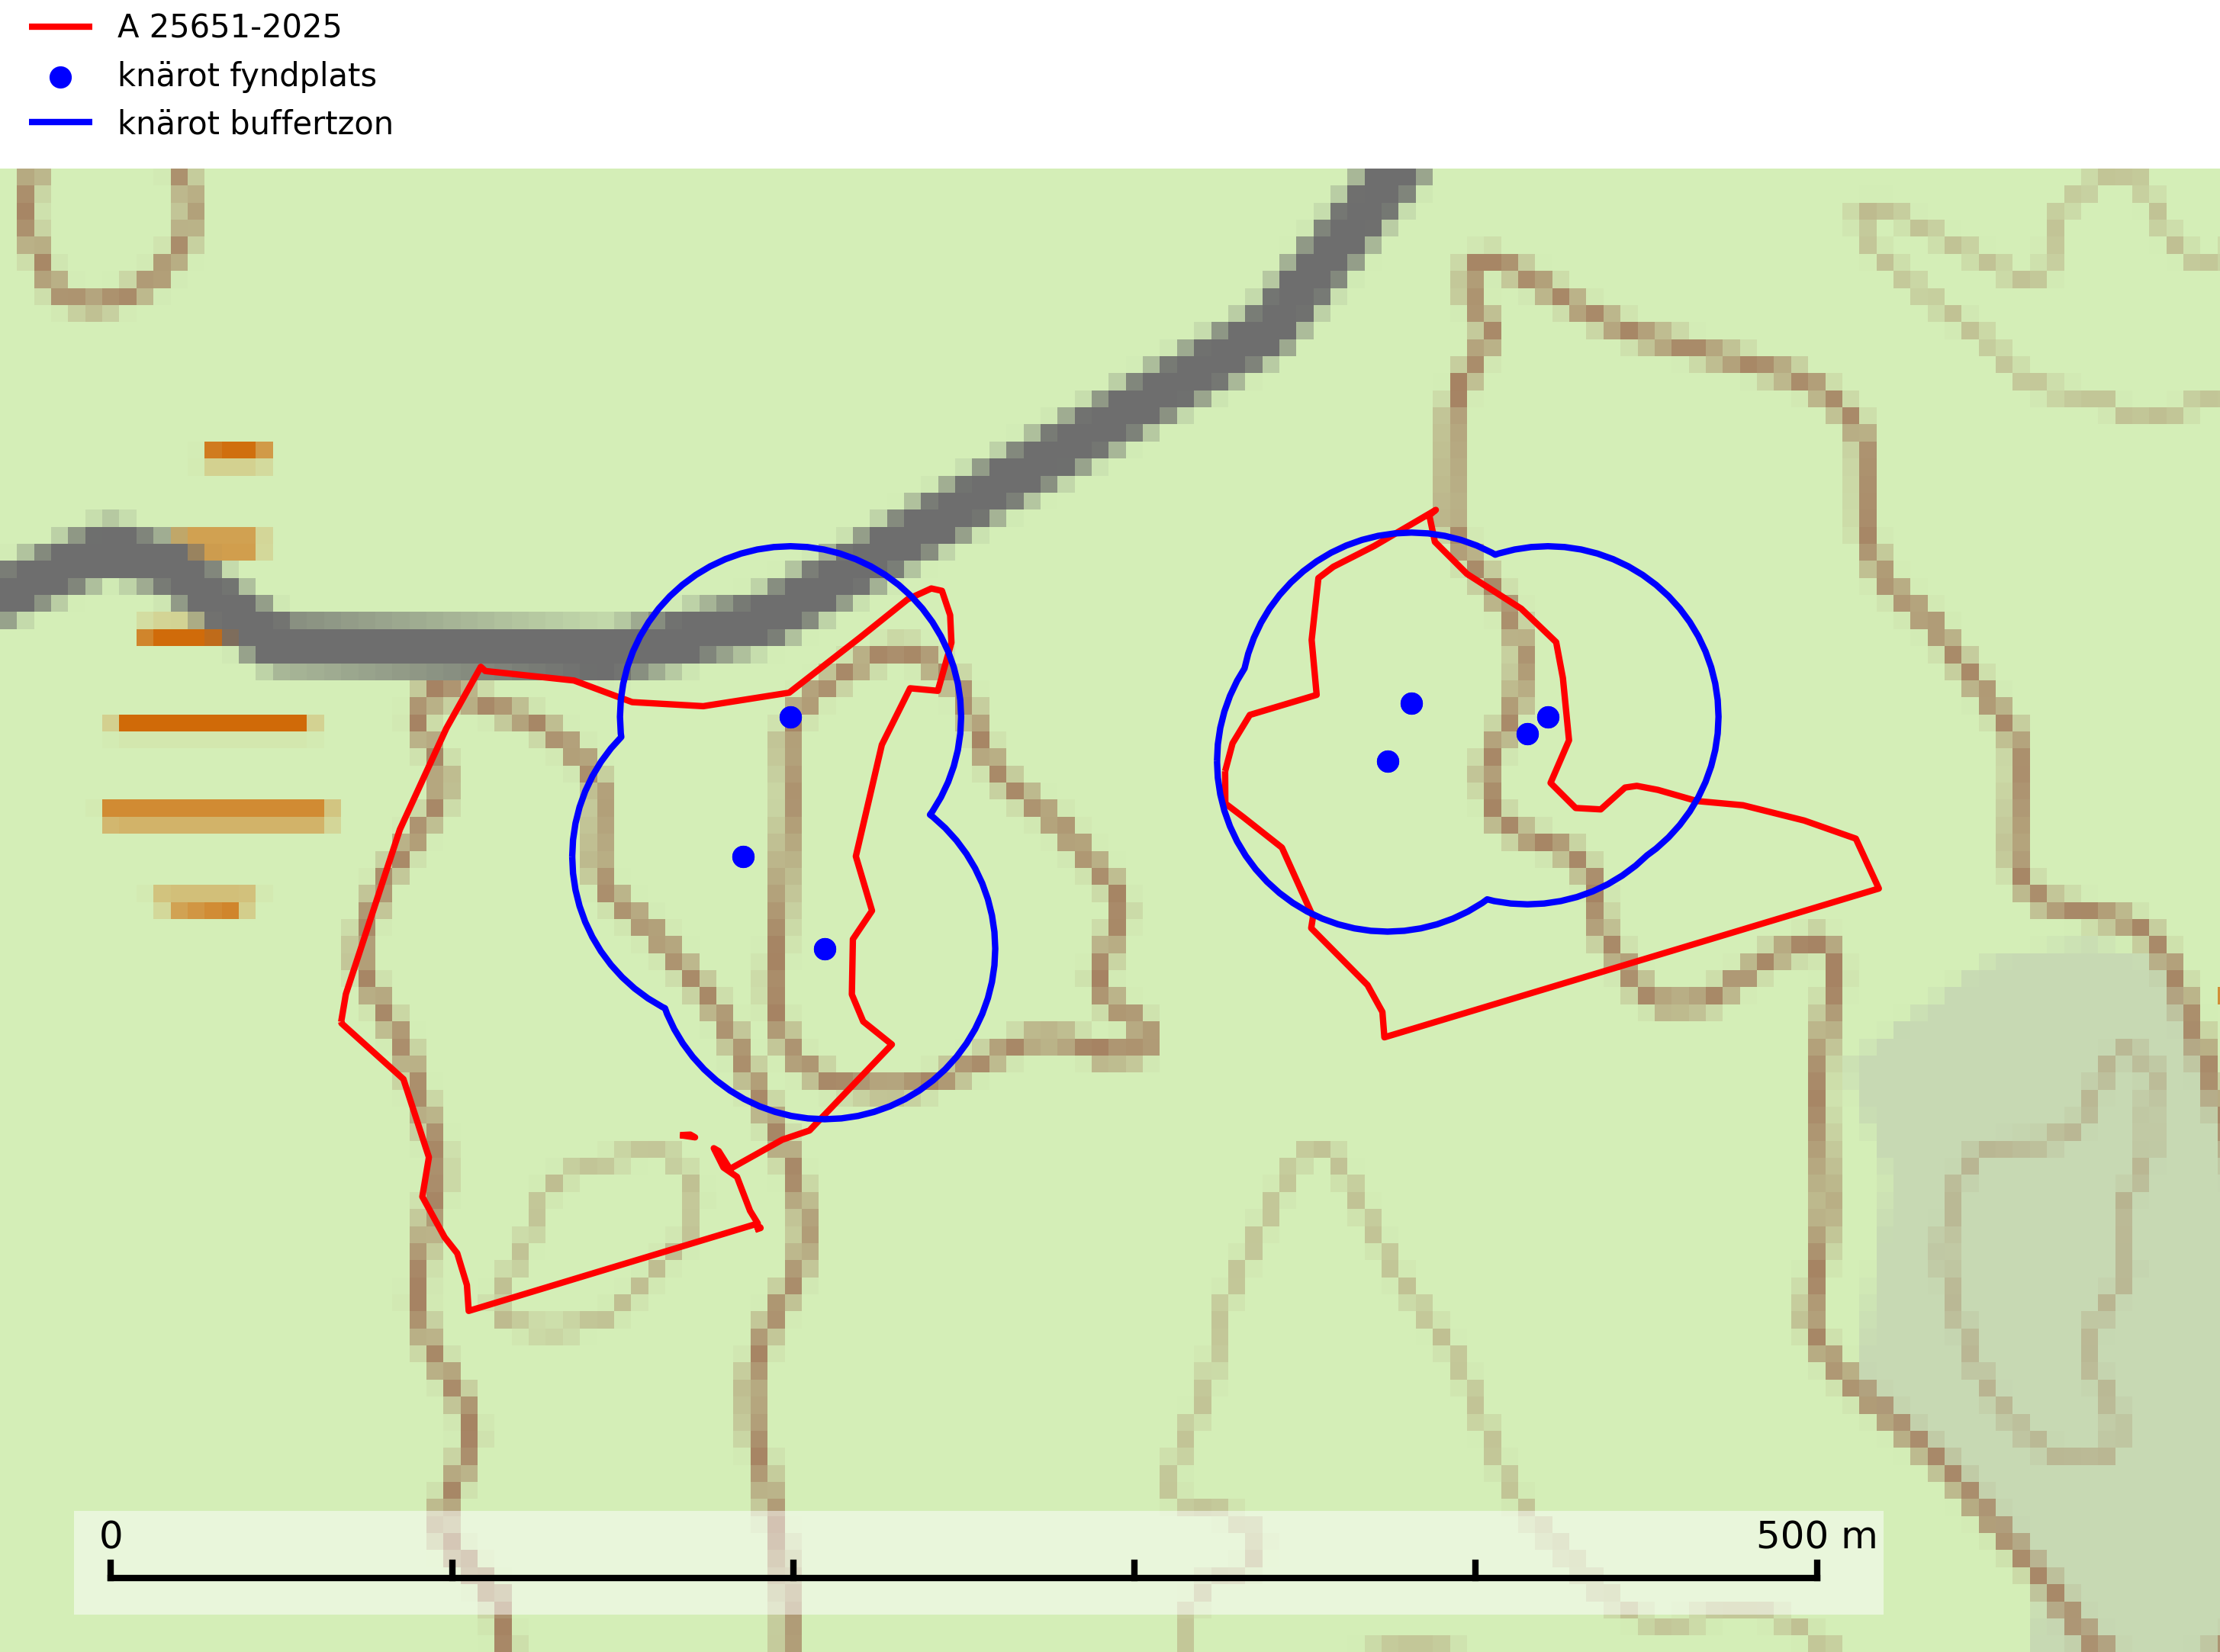 A 25651-2025
knärot fyndplats
knärot buffertzon
0 500 m